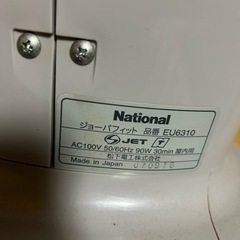 National
ジョーバフィット 品番 EU6310
JET
AC100V 50/60Hz 90W 30min 屋内用
松下電工株式会社
Made in Japan